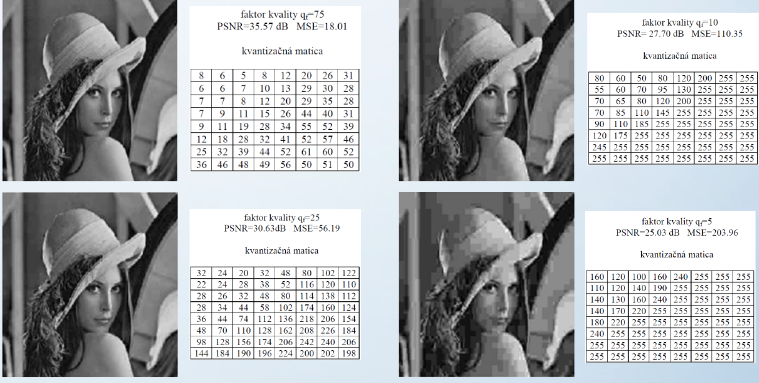 faktor kvality qf=75
PSNR=35.57 dB MSE=18.01
kvantizačná matica
8 6 5 8 12 20 26 31
6 6 7 10 13 29 30 28
7 7 8 12 20 29 35 28
7 9 11 15 26 44 40 31
9 11 19 28 34 55 52 39
12 18 28 32 41 52 57 46
25 32 39 44 52 61 60 52
36 46 48 49 56 50 51 50
faktor kvality qf=10
PSNR= 27.70 dB MSE=110.35
kvantizačná matica
80 60 50 80 120 200 255 255
55 60 70 95 130 255 255 255
70 65 80 120 200 255 255 255
70 85 110 145 255 255 255 255
90 110 185 255 255 255 255 255
120 175 255 255 255 255 255 255
245 255 255 255 255 255 255 255
255 255 255 255 255 255 255 255
faktor kvality qf=25
PSNR=30.63dB MSE=56.19
kvantizačná matica
32 24 20 32 48 80 102 122
22 24 28 38 52 116 120 110
28 26 32 48 80 114 138 112
28 34 44 58 102 174 160 124
36 44 74 112 136 218 206 154
48 70 110 128 162 208 226 184
98 128 156 174 206 242 240 206
144 184 190 196 224 200 202 198
faktor kvality qf=5
PSNR=25.03 dB MSE=203.96
kvantizačná matica
160 120 100 160 240 255 255 255
110 120 140 190 255 255 255 255
140 130 160 240 255 255 255 255
140 170 220 255 255 255 255 255
180 220 255 255 255 255 255 255
240 255 255 255 255 255 255 255
255 255 255 255 255 255 255 255
255 255 255 255 255 255 255 255